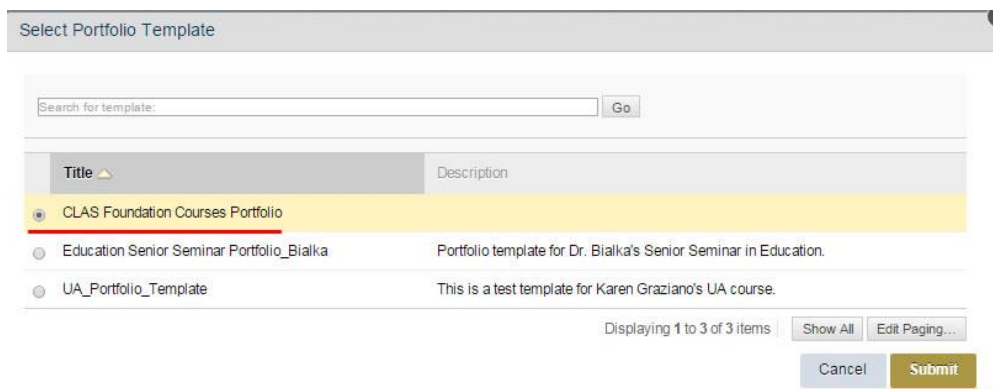 Select Portfolio Template
Search for template:
Go
Title Description
CLAS Foundation Courses Portfolio
Education Senior Seminar Portfolio_Bialka Portfolio template for Dr. Bialka's Senior Seminar in Education.
UA_Portfolio_Template This is a test template for Karen Graziano's UA course.
Displaying 1 to 3 of 3 items Show All Edit Paging...
Cancel Submit